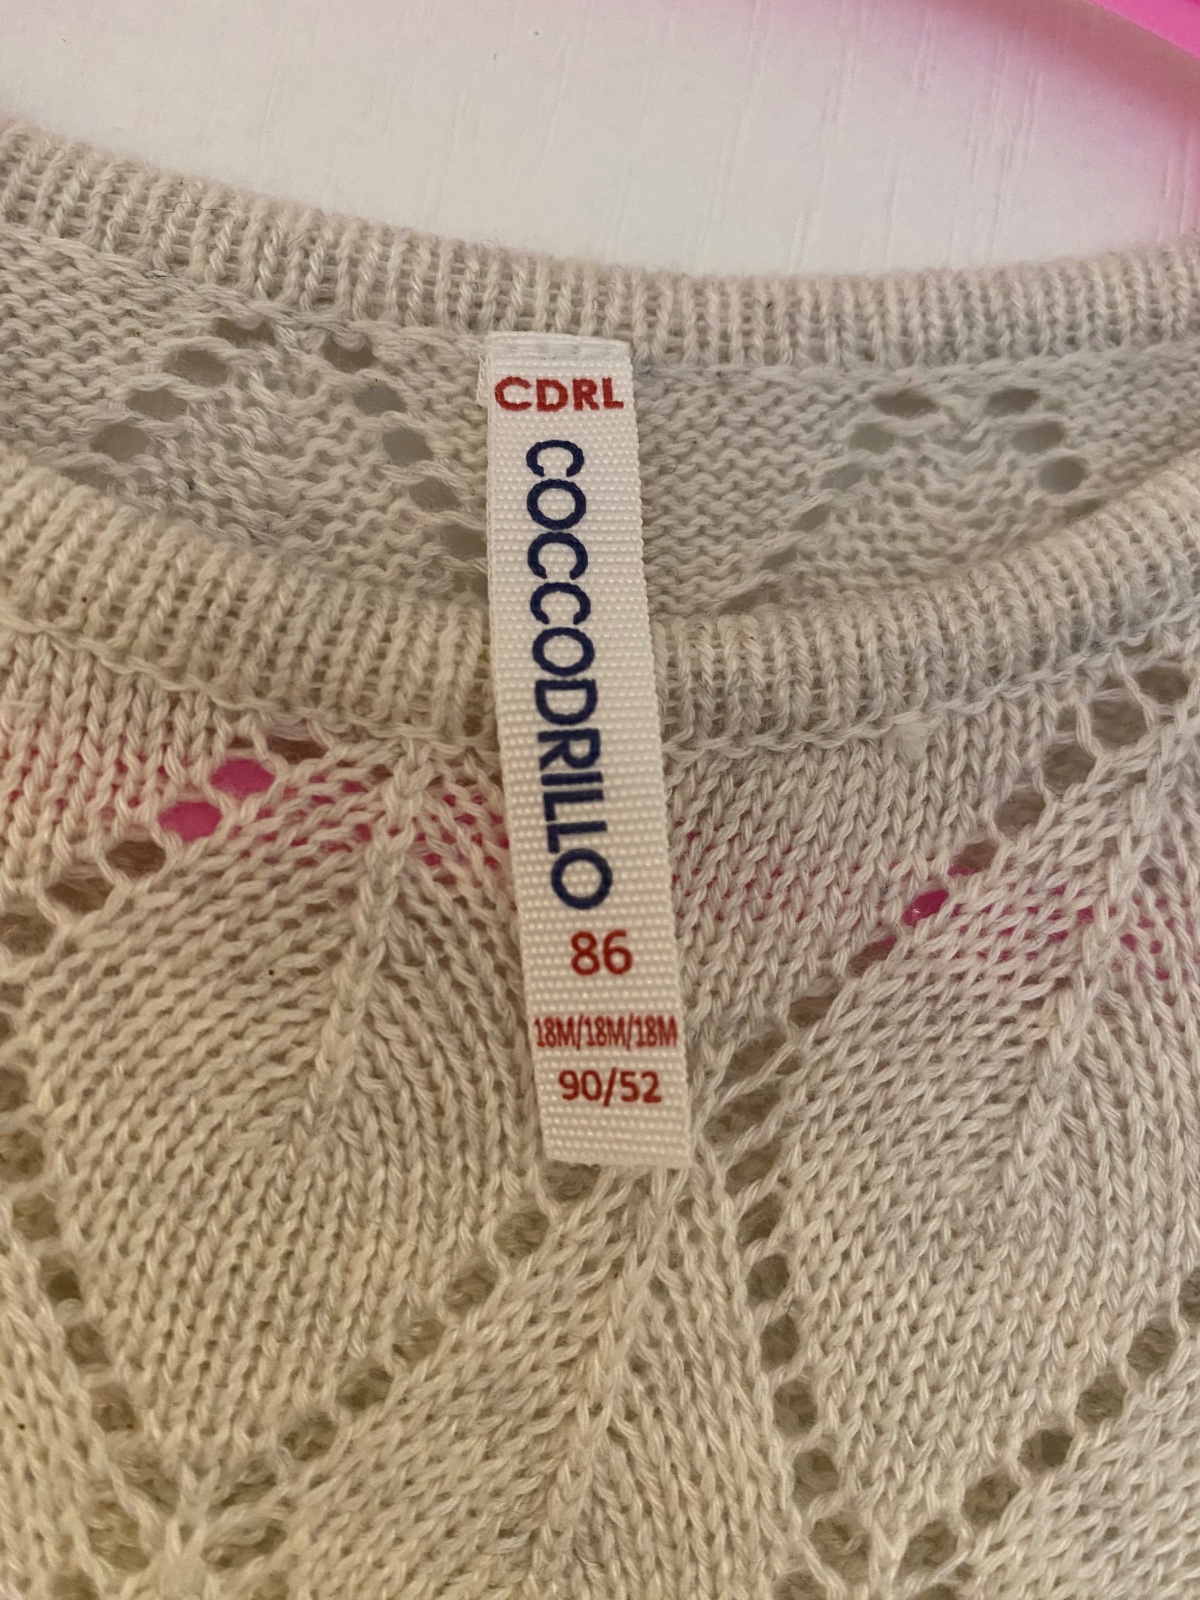 CDRL
COCCODRILLO
86
18M/18M/18M
90/52